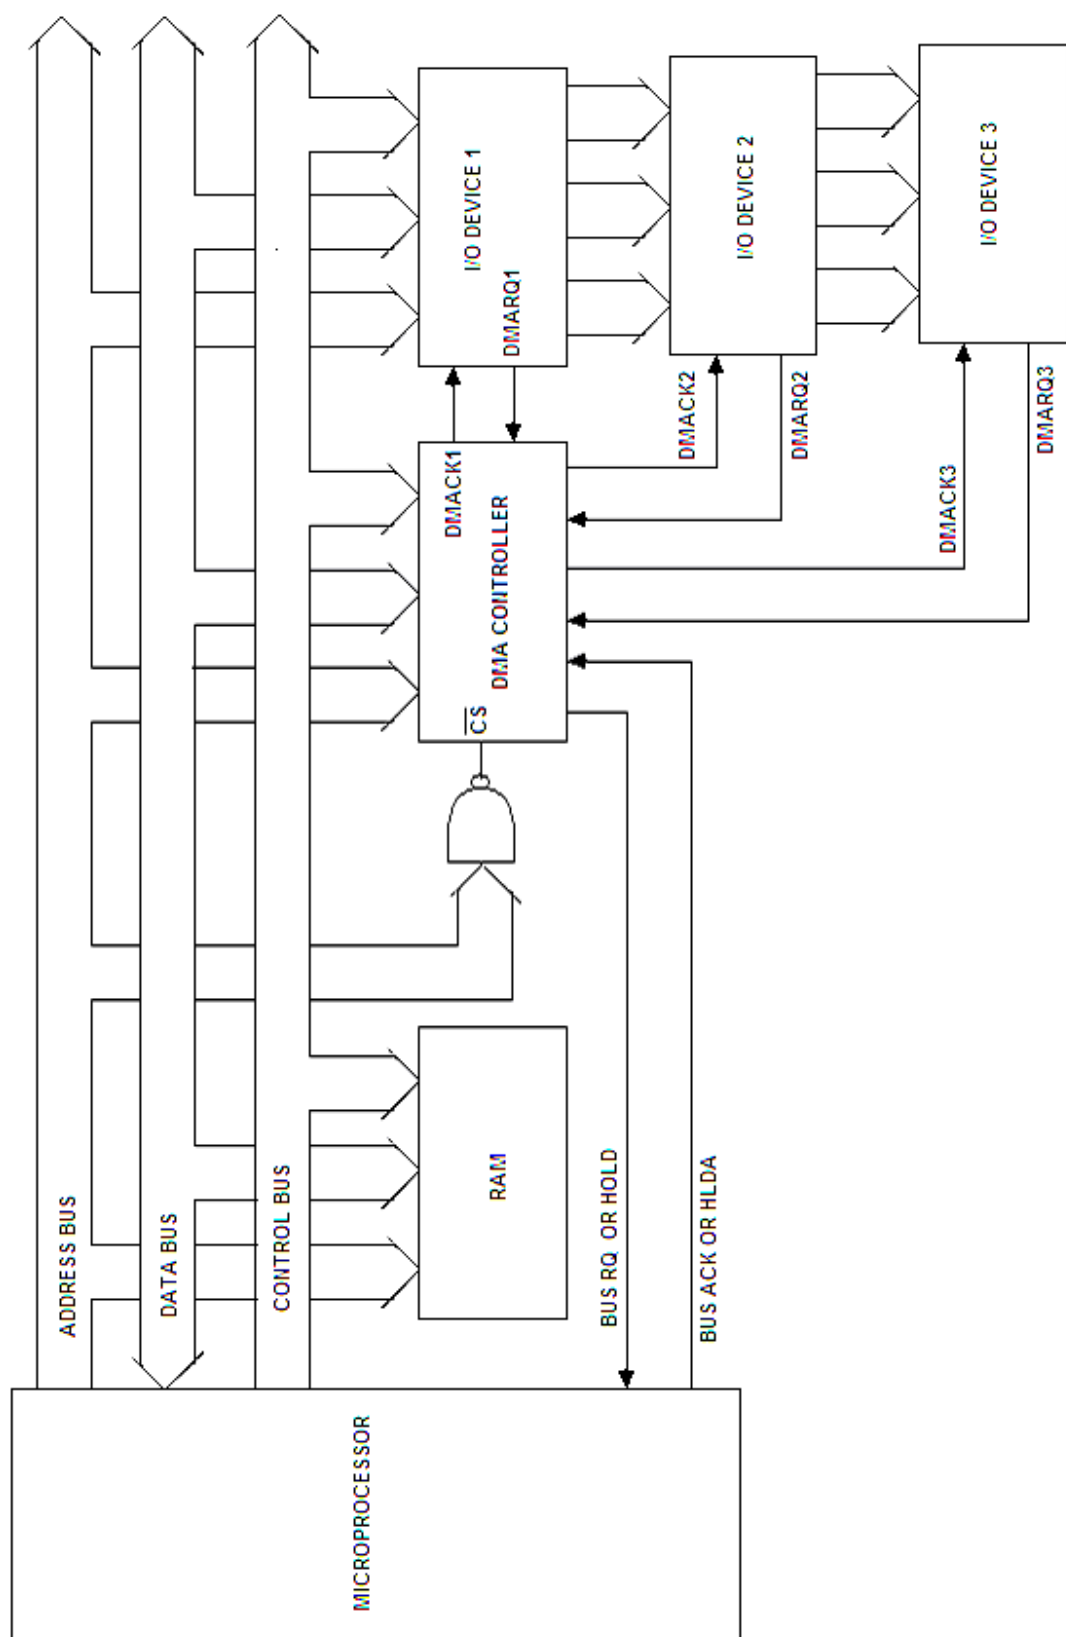 MICROPROCESSOR
ADDRESS BUS
DATA BUS
CONTROL BUS
RAM
BUS RQ OR HOLD
BUS ACK OR HLDA
CS
DMA CONTROLLER
DMACK1
DMARQ1
I/O DEVICE 1
DMACK2
DMARQ2
I/O DEVICE 2
DMACK3
DMARQ3
I/O DEVICE 3